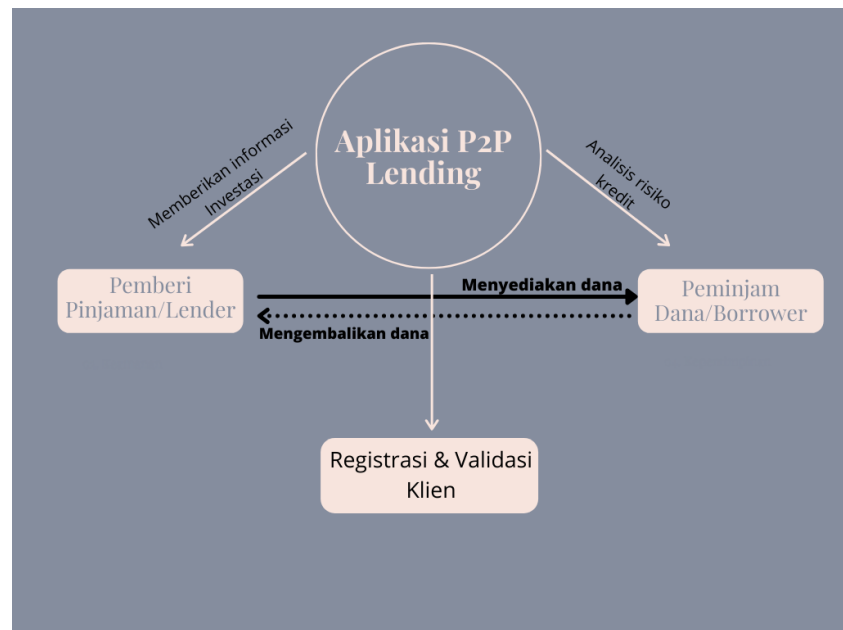 Aplikasi P2P
Lending
Memberikan informasi
Investasi
Analisis risiko
kredit
Pemberi
Pinjaman/Lender
Menyediakan dana
Mengembalikan dana
Peminjam
Dana/Borrower
Registrasi & Validasi
Klien